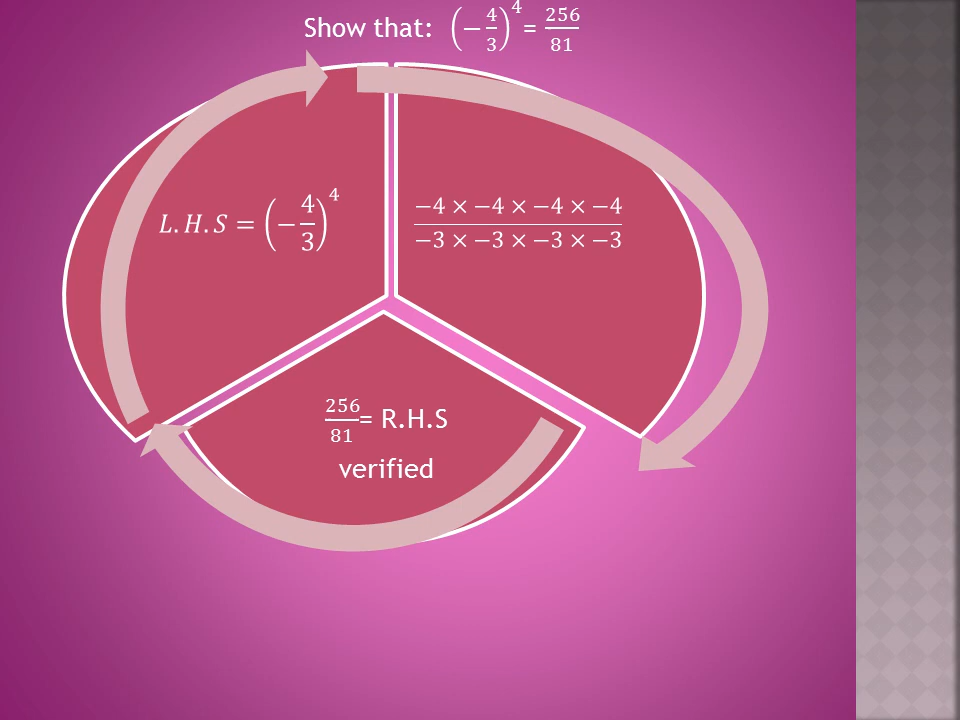 Show that: (−4/3)^4 = 256/81
L.H.S = (−4/3)^4
−4 × −4 × −4 × −4
−3 × −3 × −3 × −3
256/81 = R.H.S
verified